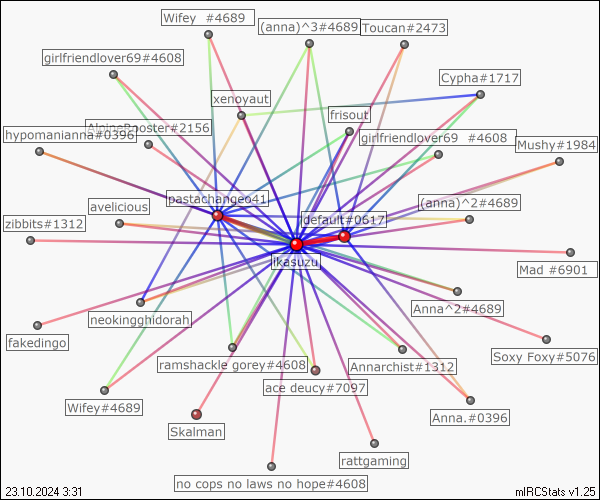 Wifey  #4689
(anna)^3#4689
Toucan#2473
girlfriendlover69#4608
Cypha#1717
xenoyaut
frisout
AlpineRooster#2156
hypomanianna#0396
girlfriendlover69  #4608
Mushy#1984
pastachangeo41
avelicious
default#0617
(anna)^2#4689
zibbits#1312
ikasuzu
Mad #6901
Anna^2#4689
neokingghidorah
fakedingo
ramshackle gorey#4608
Annarchist#1312
Soxy Foxy#5076
ace deucy#7097
Wifey#4689
Anna.#0396
Skalman
rattgaming
no cops no laws no hope#4608
23.10.2024 3:31
mIRCStats v1.25